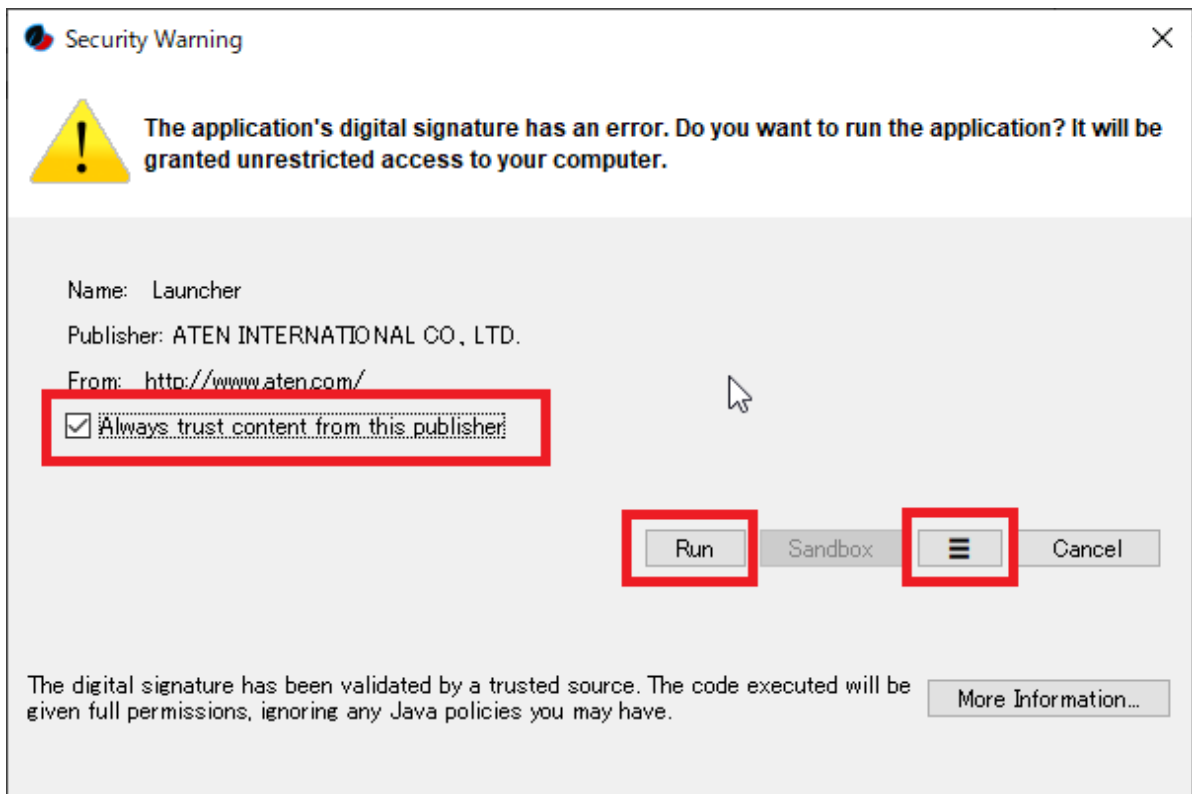 Security Warning
The application's digital signature has an error. Do you want to run the application? It will be
granted unrestricted access to your computer.
Name: Launcher
Publisher: ATEN INTERNATIONAL CO., LTD.
From: http://www.aten.com/
Always trust content from this publisher
Run Sandbox Cancel
The digital signature has been validated by a trusted source. The code executed will be
given full permissions, ignoring any Java policies you may have.
More Information...